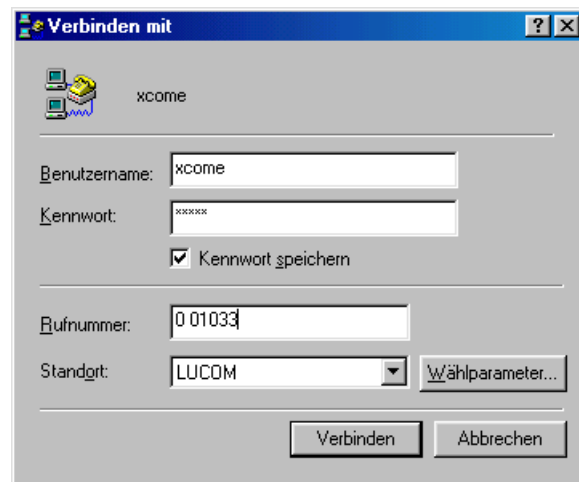 Verbinden mit
xcome
Benutzername: xcome
Kennwort: *****
Kennwort speichern
Rufnummer: 0 01033
Standort: LUCOM Wählparameter...
Verbinden Abbrechen